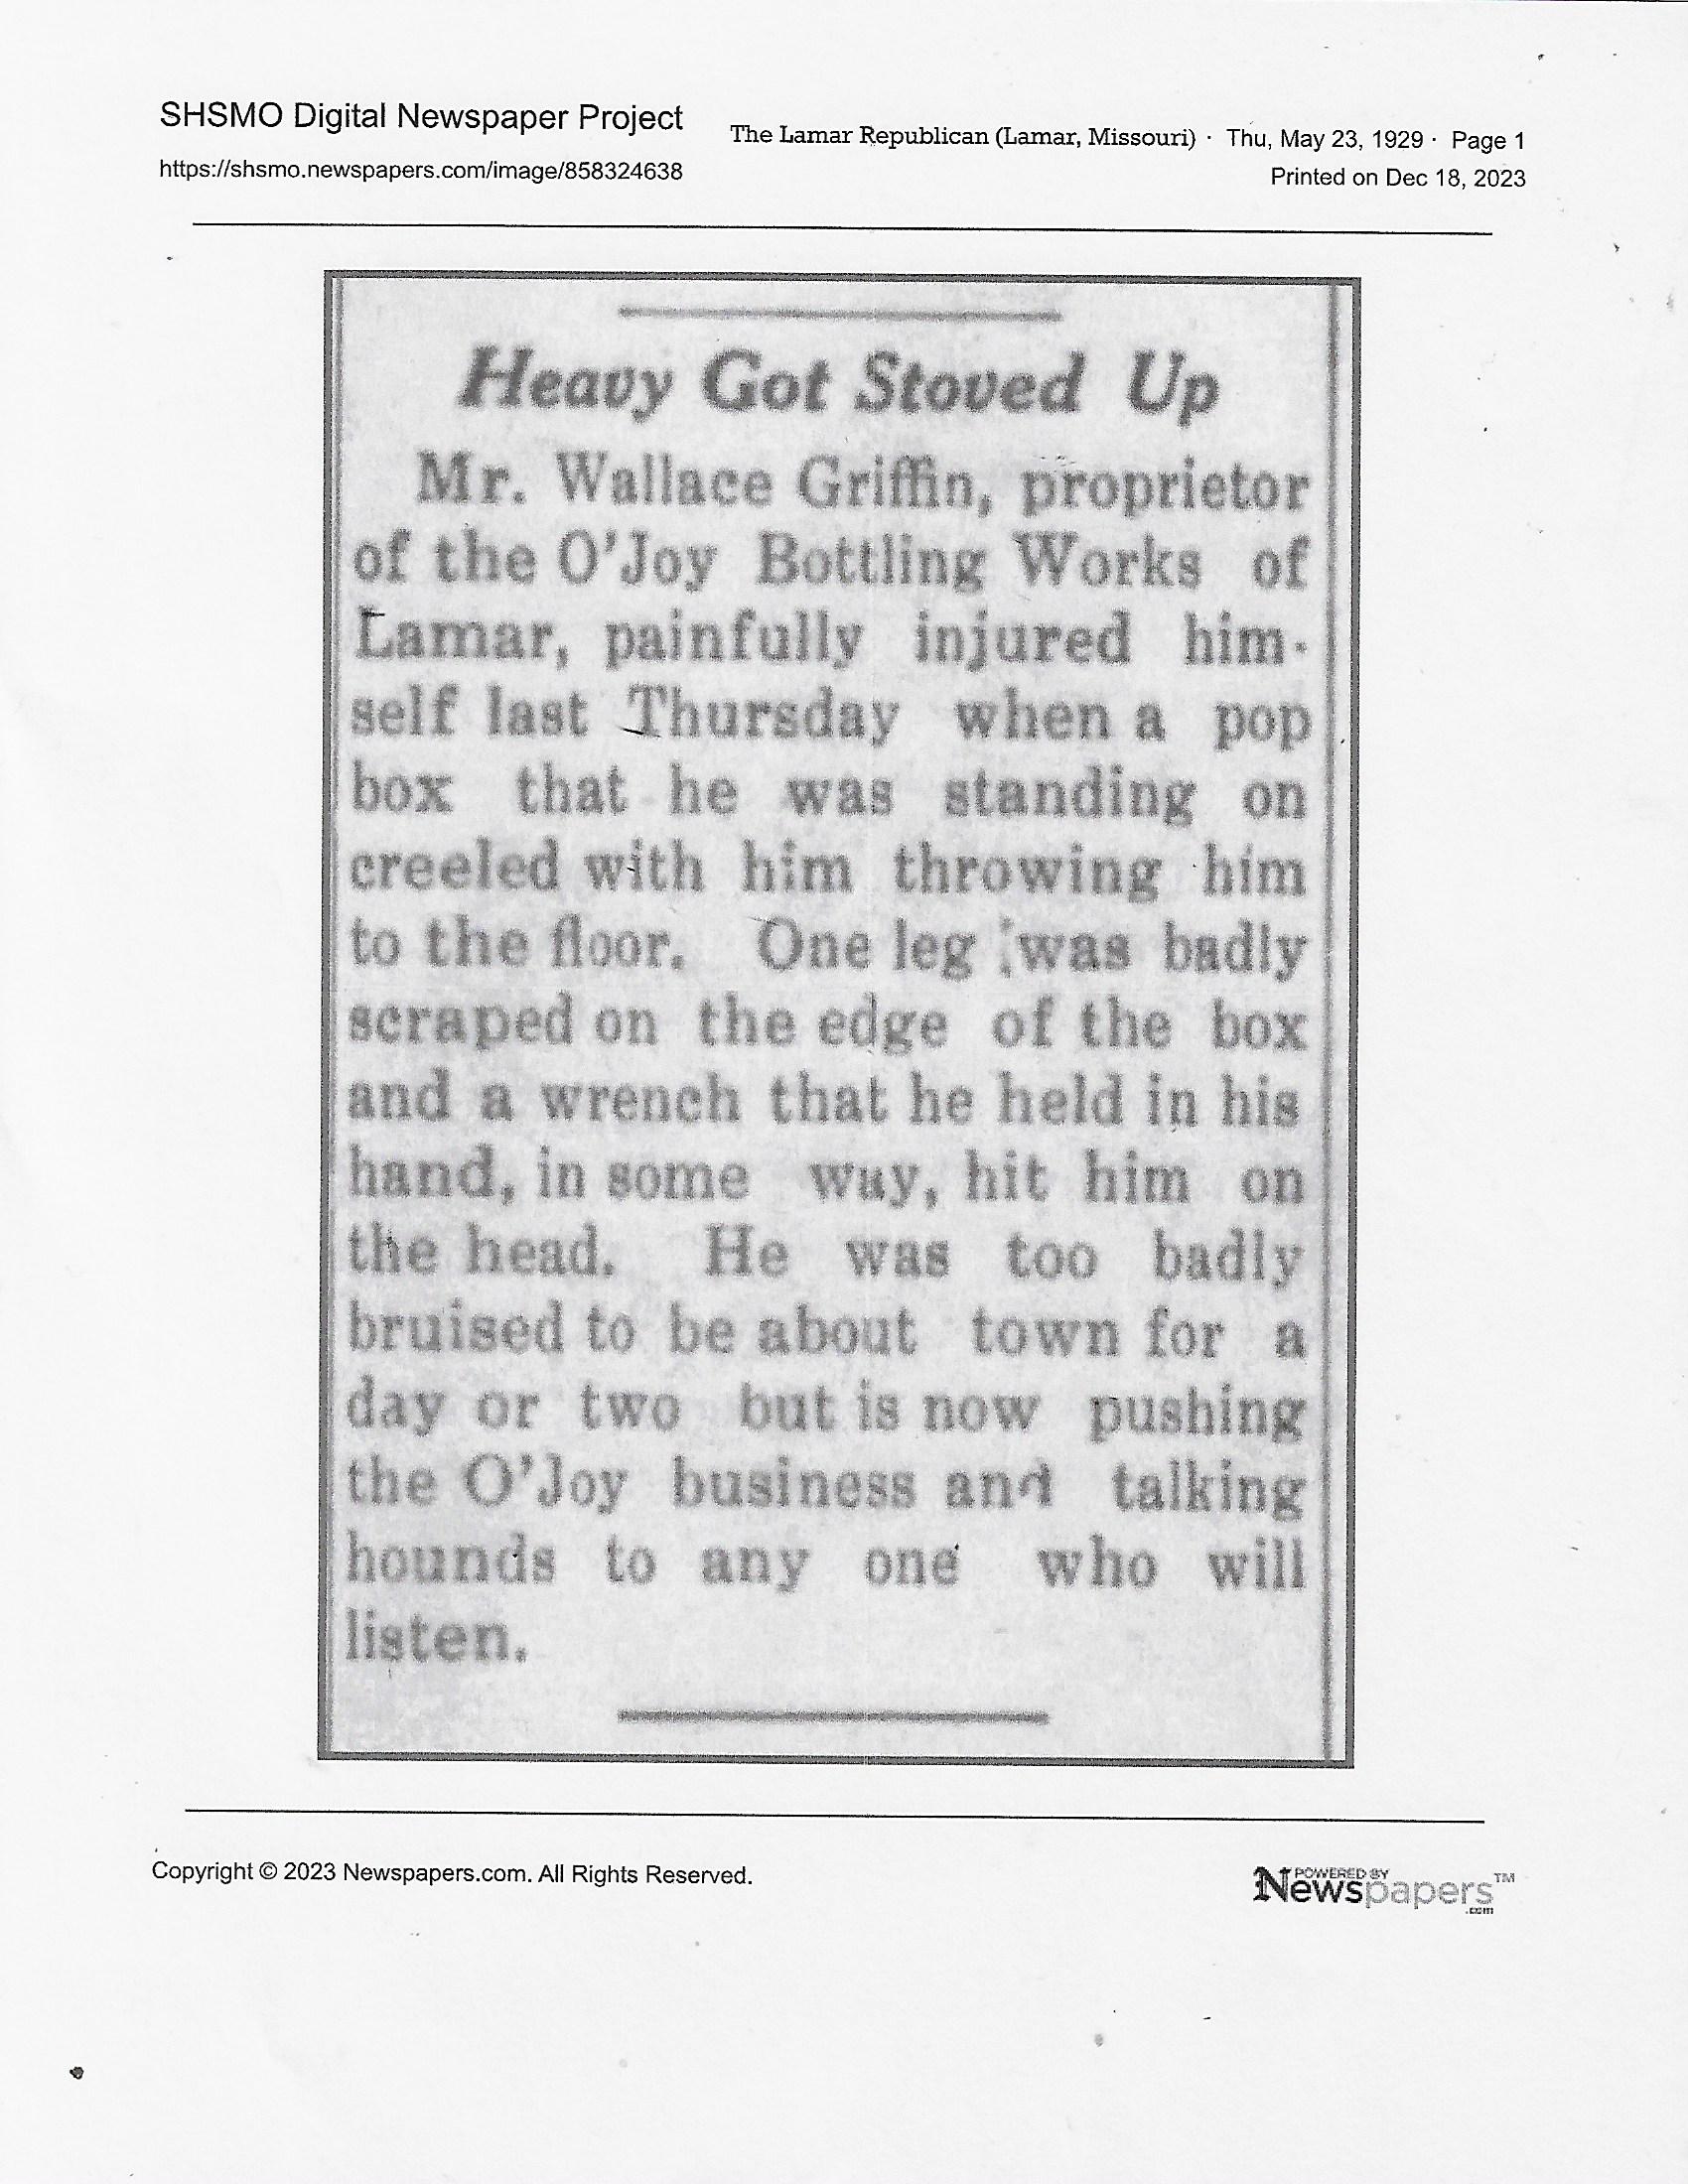 SHSMO Digital Newspaper Project
The Lamar Republican (Lamar, Missouri) · Thu, May 23, 1929 · Page 1
https://shsmo.newspapers.com/image/858324638
Printed on Dec 18, 2023
Heavy Got Stoved Up
Mr. Wallace Griffin, proprietor
of the O'Joy Bottling Works of
Lamar, painfully injured him-
self last Thursday when a pop
box that he was standing on
creeled with him throwing him
to the floor. One leg was badly
scraped on the edge of the box
and a wrench that he held in his
hand, in some way, hit him on
the head. He was too badly
bruised to be about town for a
day or two but is now pushing
the O'Joy business and talking
hounds to any one who will
listen.
Copyright © 2023 Newspapers.com. All Rights Reserved.
POWERED BY
Newspapers™
.com